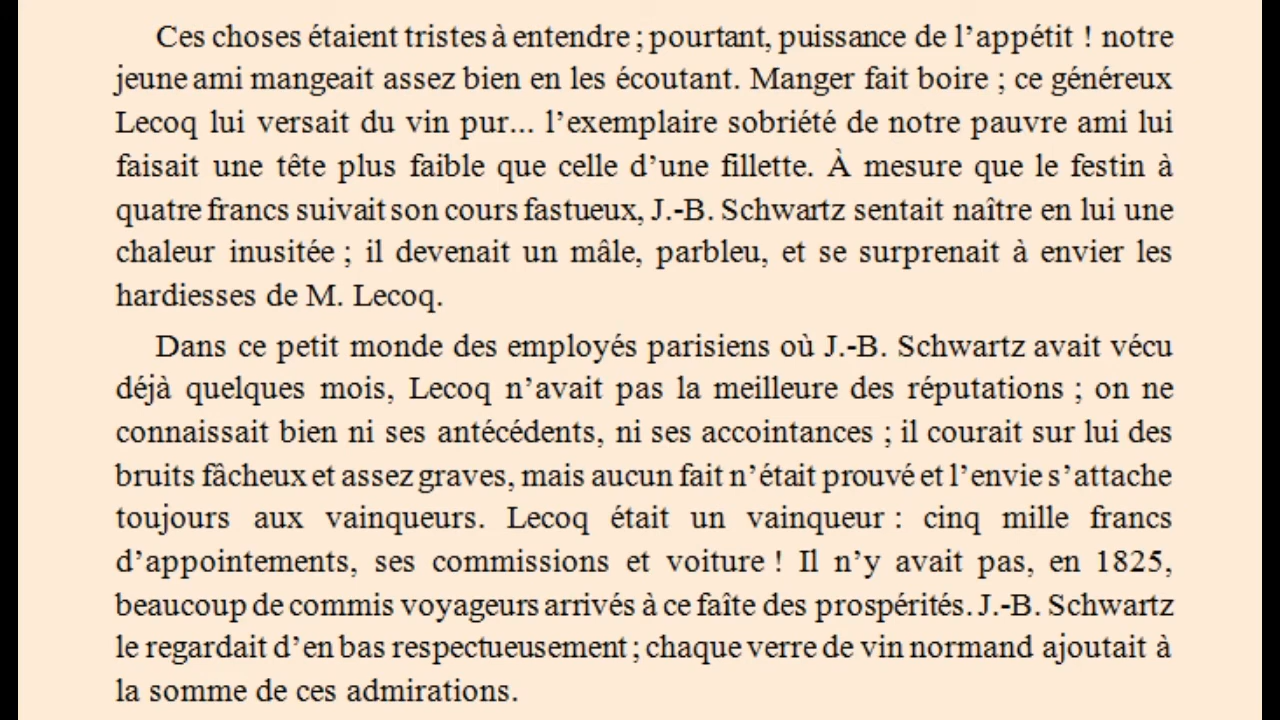 Ces choses étaient tristes à entendre ; pourtant, puissance de l’appétit ! notre
jeune ami mangeait assez bien en les écoutant. Manger fait boire ; ce généreux
Lecoq lui versait du vin pur... l’exemplaire sobriété de notre pauvre ami lui
faisait une tête plus faible que celle d’une fillette. À mesure que le festin à
quatre francs suivait son cours fastueux, J.-B. Schwartz sentait naître en lui une
chaleur inusitée ; il devenait un mâle, parbleu, et se surprenait à envier les
hardiesses de M. Lecoq.
Dans ce petit monde des employés parisiens où J.-B. Schwartz avait vécu
déjà quelques mois, Lecoq n’avait pas la meilleure des réputations ; on ne
connaissait bien ni ses antécédents, ni ses accointances ; il courait sur lui des
bruits fâcheux et assez graves, mais aucun fait n’était prouvé et l’envie s’attache
toujours aux vainqueurs. Lecoq était un vainqueur : cinq mille francs
d’appointements, ses commissions et voiture ! Il n’y avait pas, en 1825,
beaucoup de commis voyageurs arrivés à ce faîte des prospérités. J.-B. Schwartz
le regardait d’en bas respectueusement ; chaque verre de vin normand ajoutait à
la somme de ces admirations.